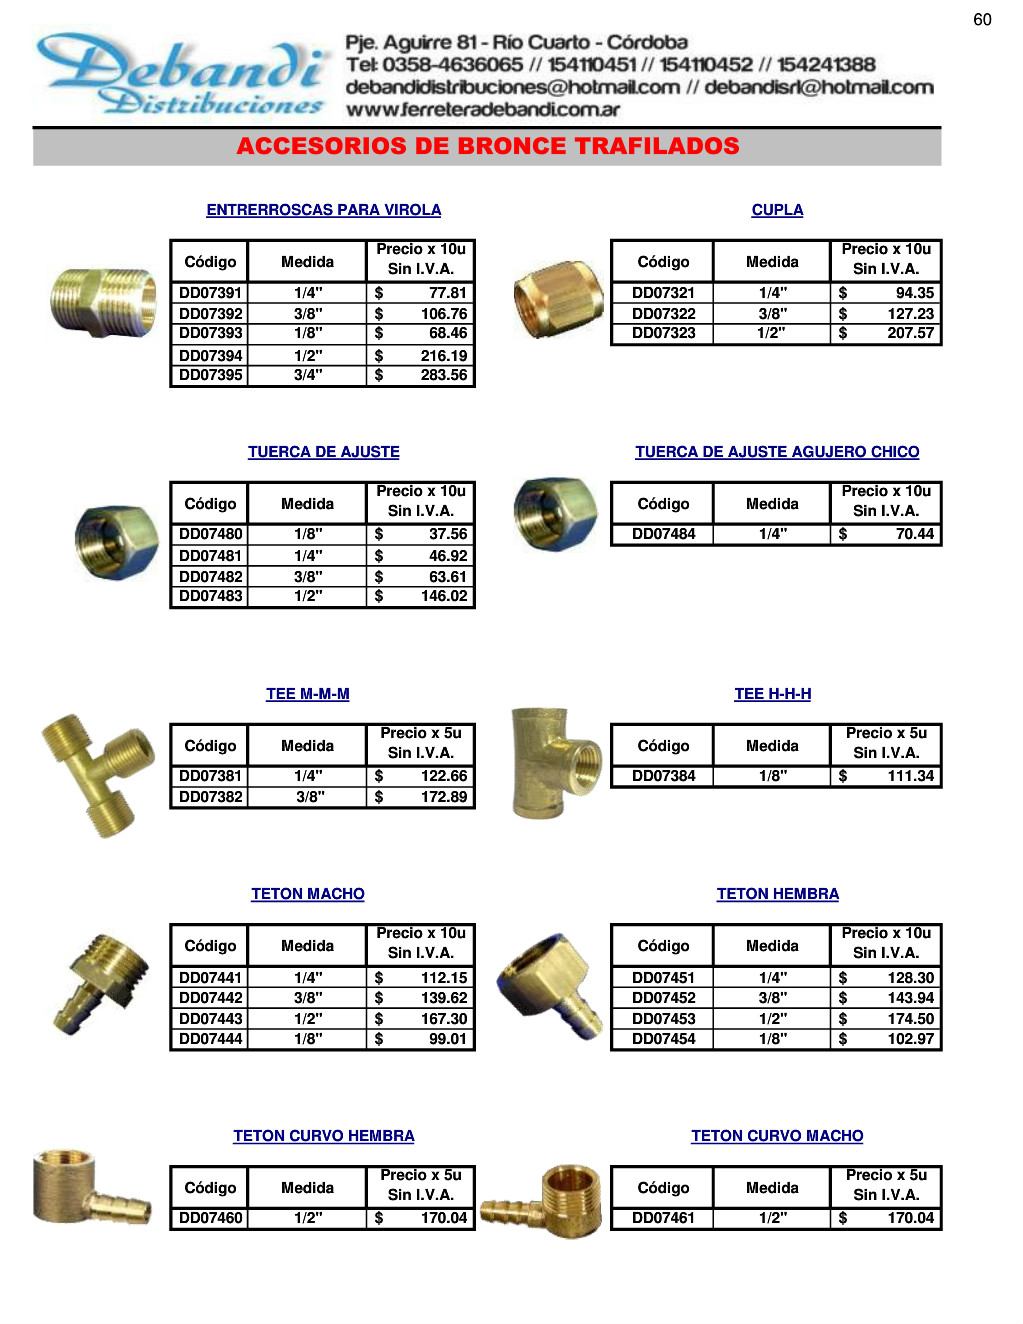 60
Debandi
Distribuciones
Pje. Aguirre 81 - Río Cuarto - Córdoba
Tel: 0358-4636065 // 154110451 // 154110452 // 154241388
debandidistribuciones@hotmail.com // debandisrl@hotmail.com
www.ferreteradebandi.com.ar
ACCESORIOS DE BRONCE TRAFILADOS
ENTRERROSCAS PARA VIROLA
Código Medida Precio x 10u Sin I.V.A.
DD07391 1/4" $ 77.81
DD07392 3/8" $ 106.76
DD07393 1/8" $ 68.46
DD07394 1/2" $ 216.19
DD07395 3/4" $ 283.56
CUPLA
Código Medida Precio x 10u Sin I.V.A.
DD07321 1/4" $ 94.35
DD07322 3/8" $ 127.23
DD07323 1/2" $ 207.57
TUERCA DE AJUSTE
Código Medida Precio x 10u Sin I.V.A.
DD07480 1/8" $ 37.56
DD07481 1/4" $ 46.92
DD07482 3/8" $ 63.61
DD07483 1/2" $ 146.02
TUERCA DE AJUSTE AGUJERO CHICO
Código Medida Precio x 10u Sin I.V.A.
DD07484 1/4" $ 70.44
TEE M-M-M
Código Medida Precio x 5u Sin I.V.A.
DD07381 1/4" $ 122.66
DD07382 3/8" $ 172.89
TEE H-H-H
Código Medida Precio x 5u Sin I.V.A.
DD07384 1/8" $ 111.34
TETON MACHO
Código Medida Precio x 10u Sin I.V.A.
DD07441 1/4" $ 112.15
DD07442 3/8" $ 139.62
DD07443 1/2" $ 167.30
DD07444 1/8" $ 99.01
TETON HEMBRA
Código Medida Precio x 10u Sin I.V.A.
DD07451 1/4" $ 128.30
DD07452 3/8" $ 143.94
DD07453 1/2" $ 174.50
DD07454 1/8" $ 102.97
TETON CURVO HEMBRA
Código Medida Precio x 5u Sin I.V.A.
DD07460 1/2" $ 170.04
TETON CURVO MACHO
Código Medida Precio x 5u Sin I.V.A.
DD07461 1/2" $ 170.04